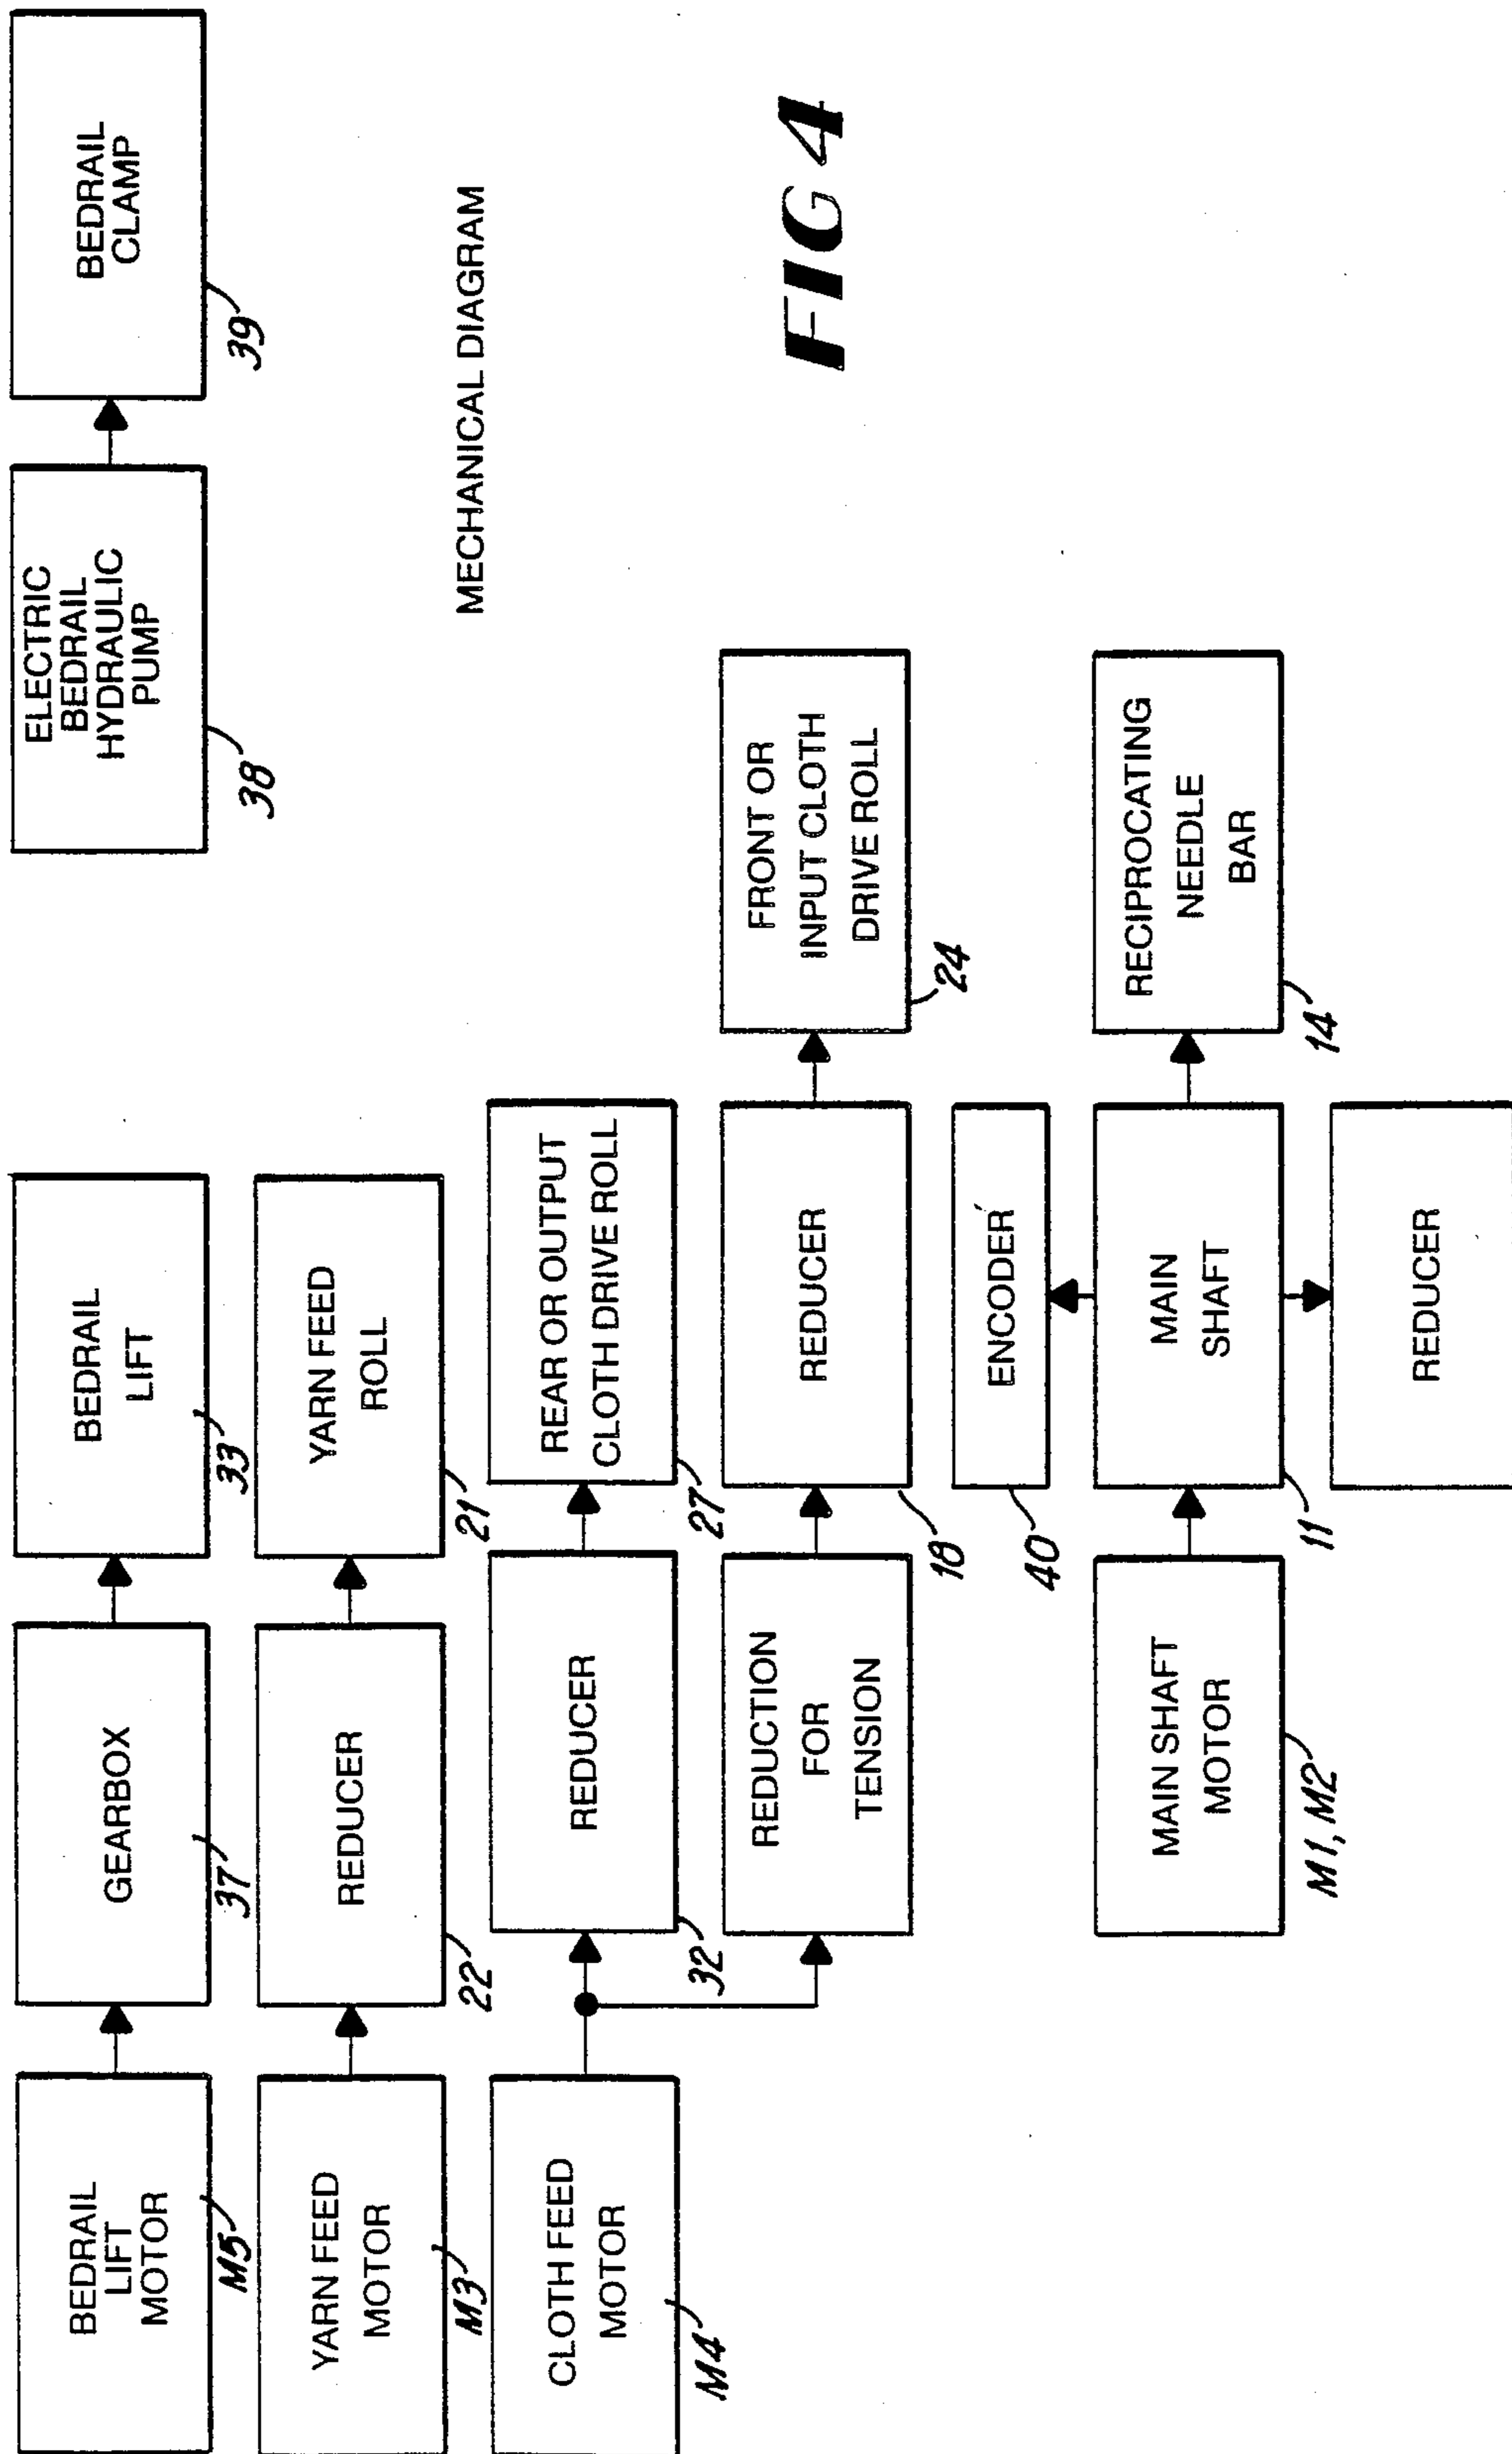 BEDRAIL
LIFT
MOTOR
M5
GEARBOX
37
BEDRAIL
LIFT
33
ELECTRIC
BEDRAIL
HYDRAULIC
PUMP
38
BEDRAIL
CLAMP
39
YARN FEED
MOTOR
M3
REDUCER
22
YARN FEED
ROLL
21
MECHANICAL DIAGRAM
CLOTH FEED
MOTOR
M4
REDUCER
32
REAR OR OUTPUT
CLOTH DRIVE ROLL
27
REDUCTION
FOR
TENSION
REDUCER
18
FRONT OR
INPUT CLOTH
DRIVE ROLL
24
FIG 4
ENCODER
40
MAIN SHAFT
MOTOR
M1, M2
MAIN
SHAFT
11
RECIPROCATING
NEEDLE
BAR
14
REDUCER